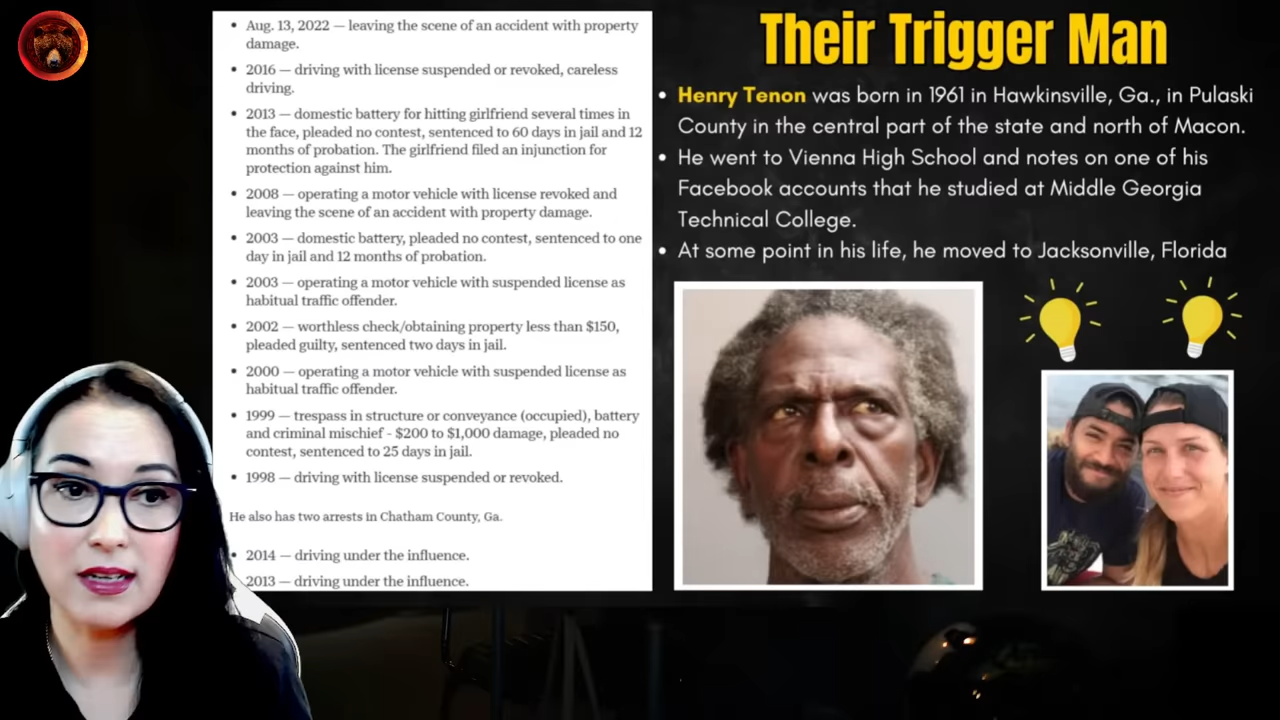 • Aug. 13, 2022 — leaving the scene of an accident with property
damage.
• 2016 — driving with license suspended or revoked, careless
driving.
• 2013 — domestic battery for hitting girlfriend several times in
the face, pleaded no contest, sentenced to 60 days in jail and 12
months of probation. The girlfriend filed an injunction for
protection against him.
• 2008 — operating a motor vehicle with license revoked and
leaving the scene of an accident with property damage.
• 2003 — domestic battery, pleaded no contest, sentenced to one
day in jail and 12 months of probation.
• 2003 — operating a motor vehicle with suspended license as
habitual traffic offender.
• 2002 — worthless check/obtaining property less than $150,
pleaded guilty, sentenced two days in jail.
• 2000 — operating a motor vehicle with suspended license as
habitual traffic offender.
• 1999 — trespass in structure or conveyance (occupied), battery
and criminal mischief - $200 to $1,000 damage, pleaded no
contest, sentenced to 25 days in jail.
• 1998 — driving with license suspended or revoked.
He also has two arrests in Chatham County, Ga.
• 2014 — driving under the influence.
2013 — driving under the influence.
Their Trigger Man
• Henry Tenon was born in 1961 in Hawkinsville, Ga., in Pulaski
County in the central part of the state and north of Macon.
• He went to Vienna High School and notes on one of his
Facebook accounts that he studied at Middle Georgia
Technical College.
• At some point in his life, he moved to Jacksonville, Florida